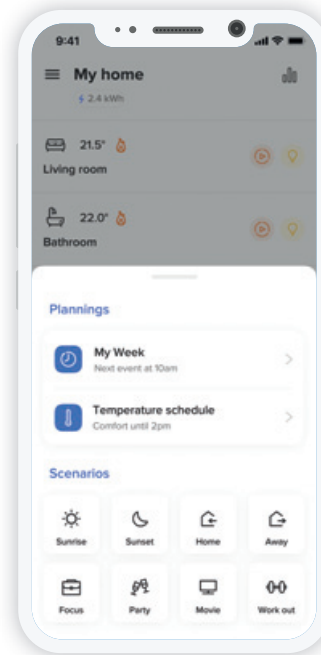 9:41
My home
2.4 kWh
21.5°
Living room
22.0°
Bathroom
Plannings
My Week
Next event at 10am
Temperature schedule
Comfort until 2pm
Scenarios
Sunrise Sunset Home Away
Focus Party Movie Work out